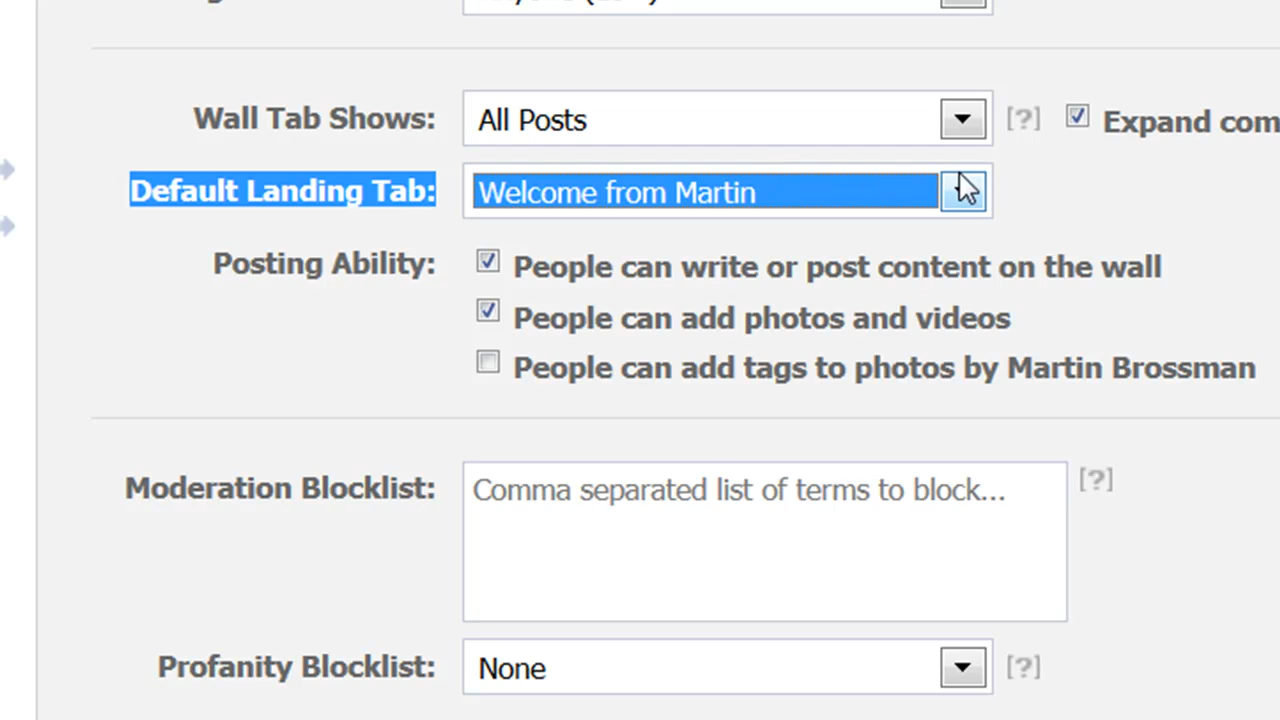 Wall Tab Shows: All Posts [?] Expand com
Default Landing Tab: Welcome from Martin
Posting Ability: People can write or post content on the wall
People can add photos and videos
People can add tags to photos by Martin Brossman
Moderation Blocklist: Comma separated list of terms to block... [?]
Profanity Blocklist: None [?]